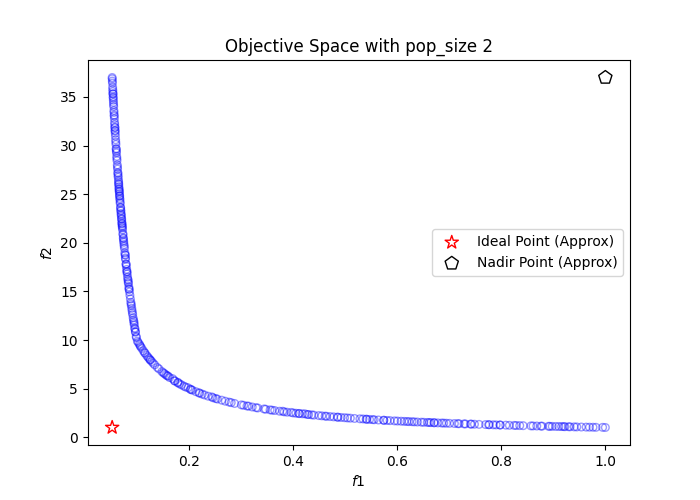 Objective Space with pop_size 2
35
30
25
20
15
10
5
0
f2
Ideal Point (Approx)
Nadir Point (Approx)
0.2 0.4 0.6 0.8 1.0
f1